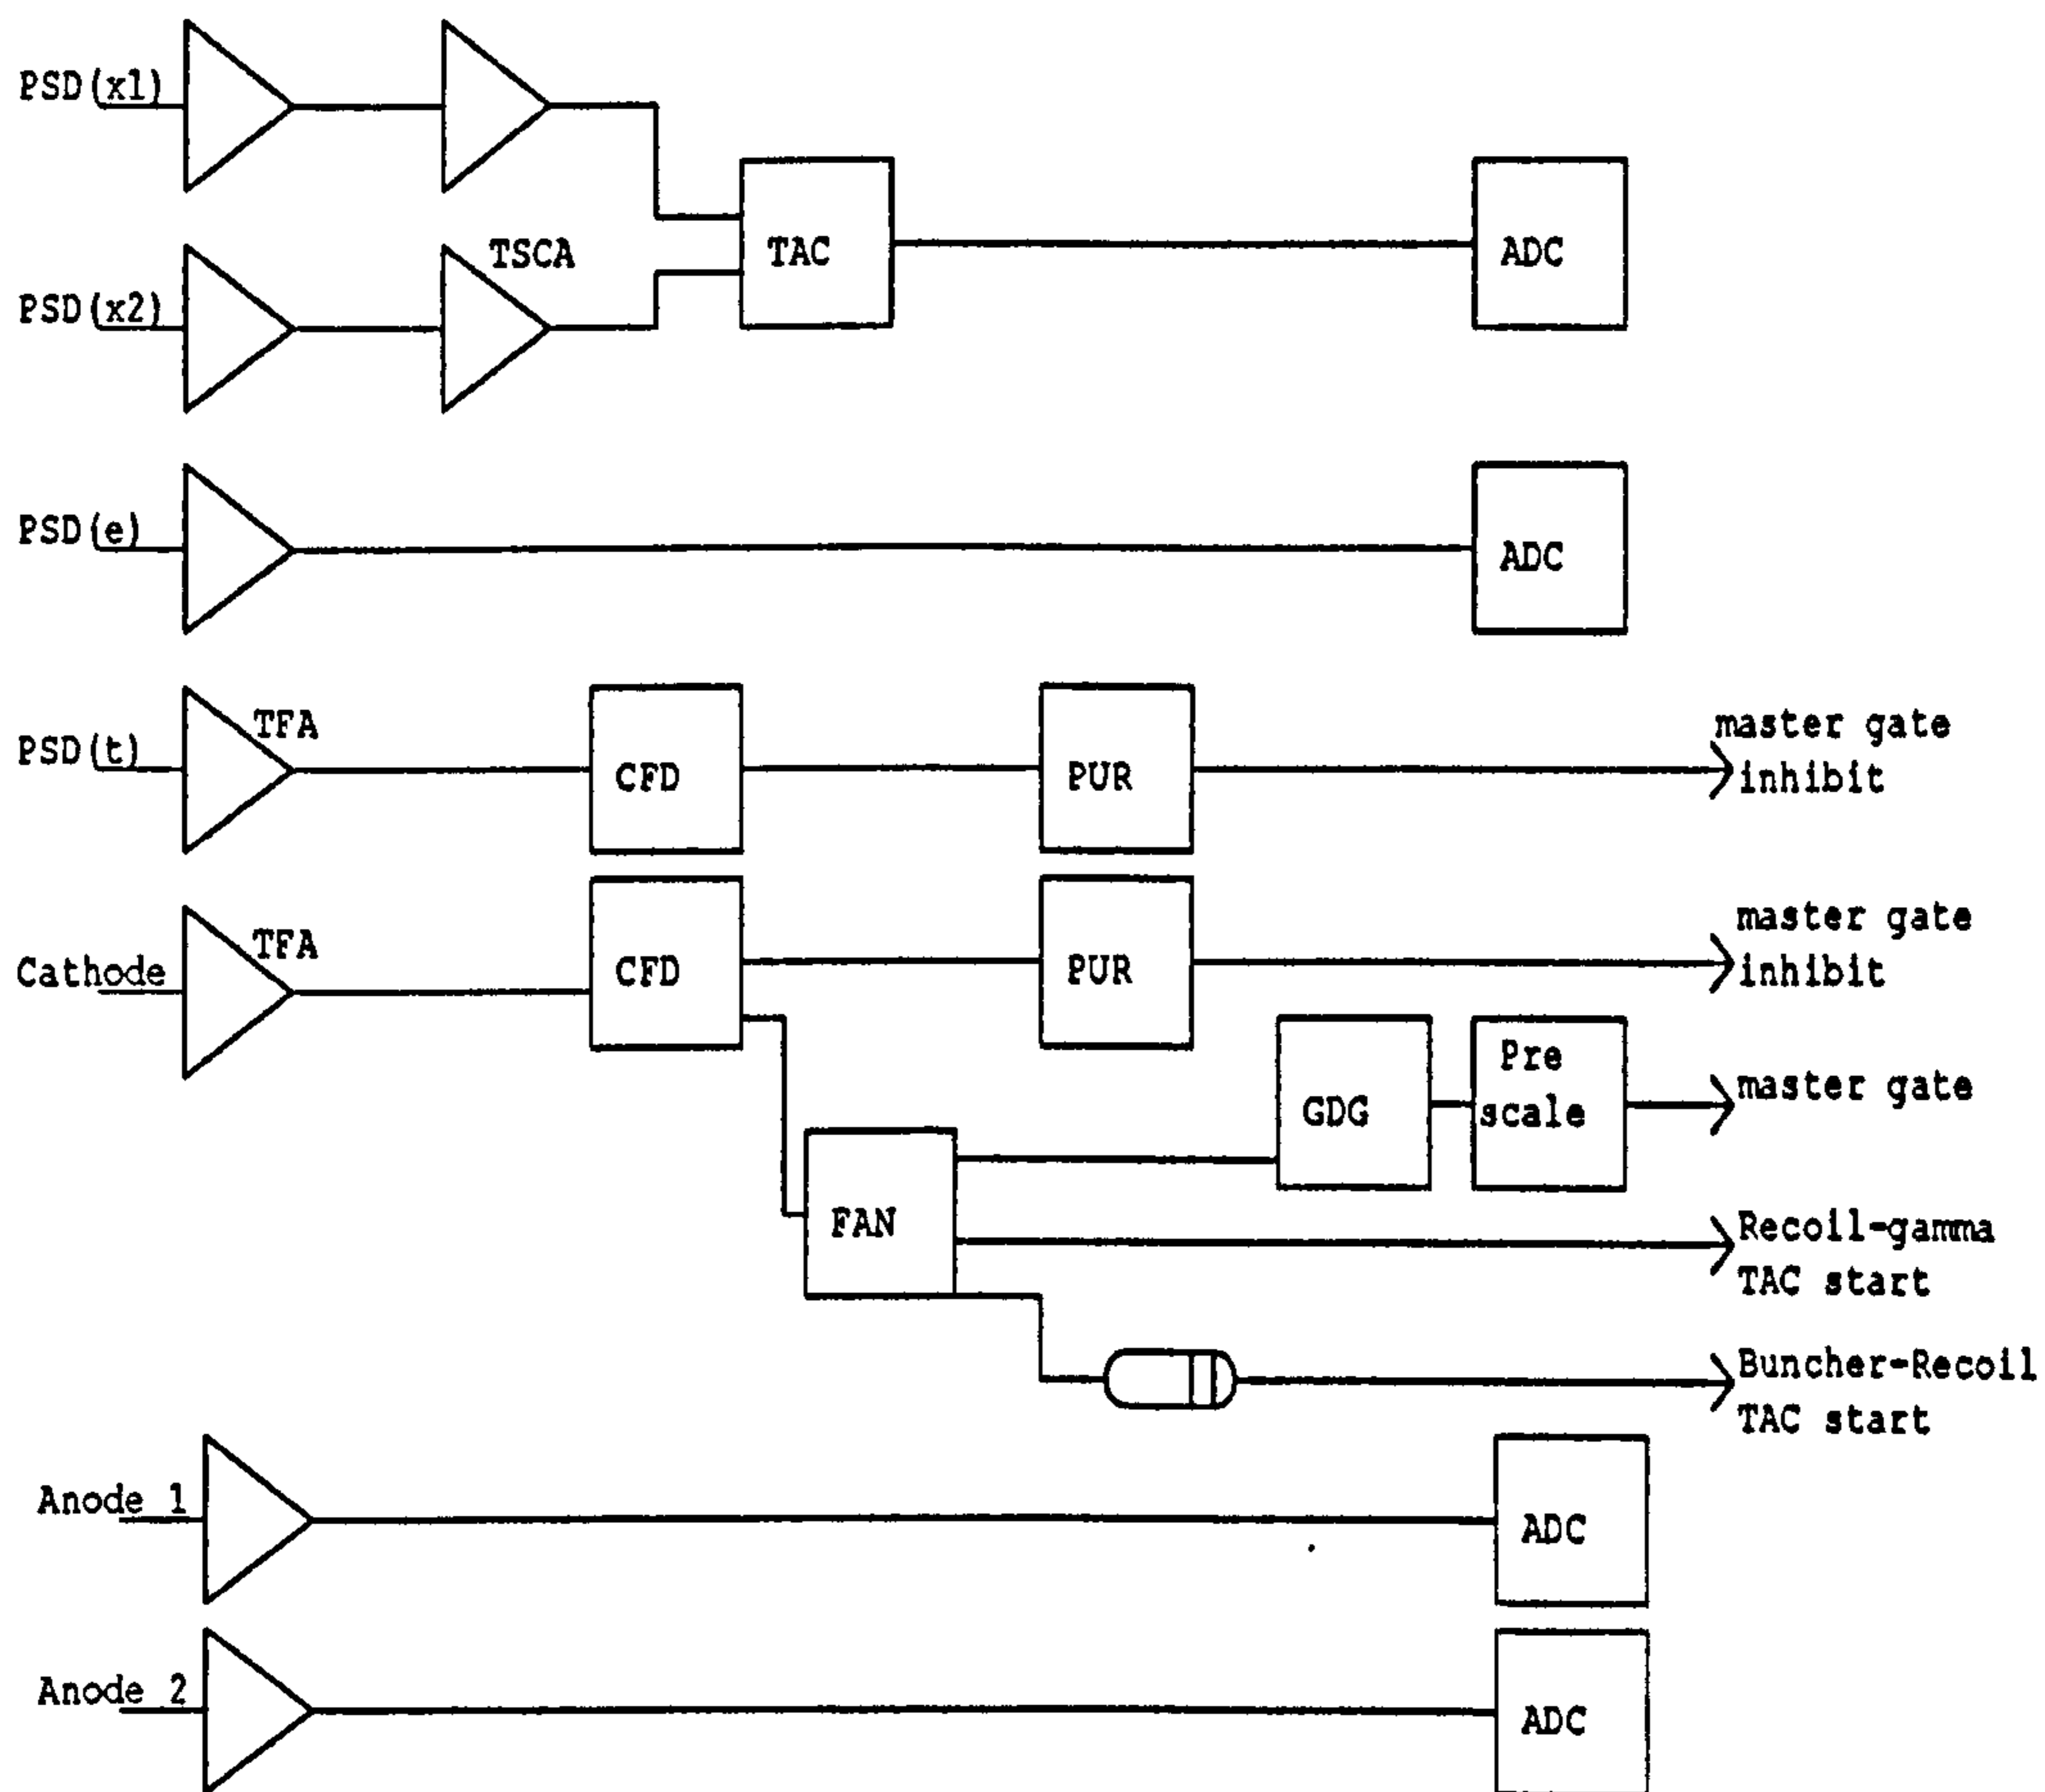 PSD(x1)
TSCA
TAC
ADC
PSD(x2)
PSD(e)
ADC
TFA
PSD(t)
CFD
PUR
master gate
inhibit
TFA
Cathode
CFD
PUR
master gate
inhibit
GDG
Pre
scale
master gate
FAN
Recoil-gamma
TAC start
Buncher-Recoil
TAC start
Anode 1
ADC
Anode 2
ADC